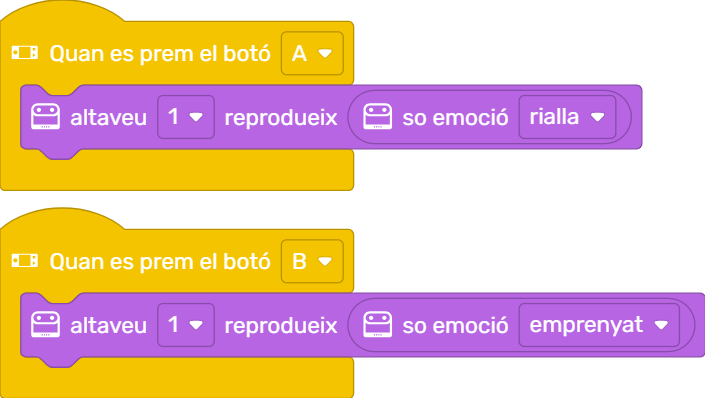 Quan es prem el botó A
altaveu 1 reprodueix so emoció rialla
Quan es prem el botó B
altaveu 1 reprodueix so emoció emprenyat